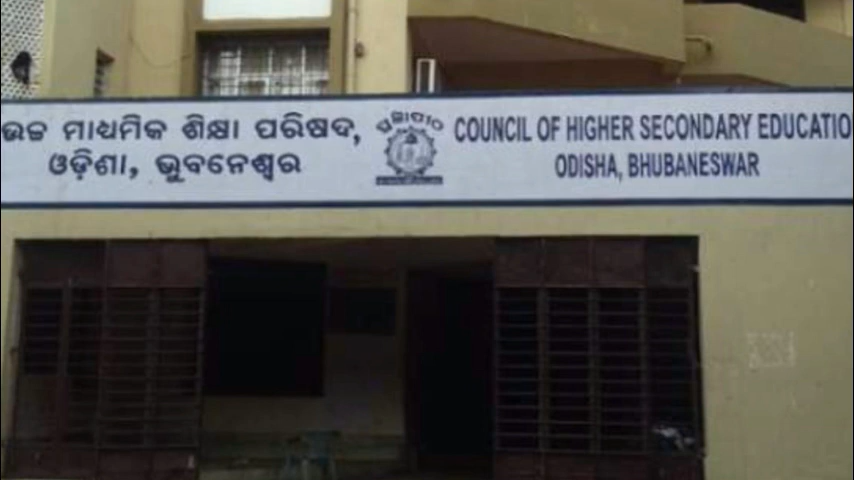 ଉଚ୍ଚ ମାଧ୍ୟମିକ ଶିକ୍ଷା ପରିଷଦ,
ଓଡ଼ିଶା, ଭୁବନେଶ୍ୱର
COUNCIL OF HIGHER SECONDARY EDUCATIO
ODISHA, BHUBANESWAR